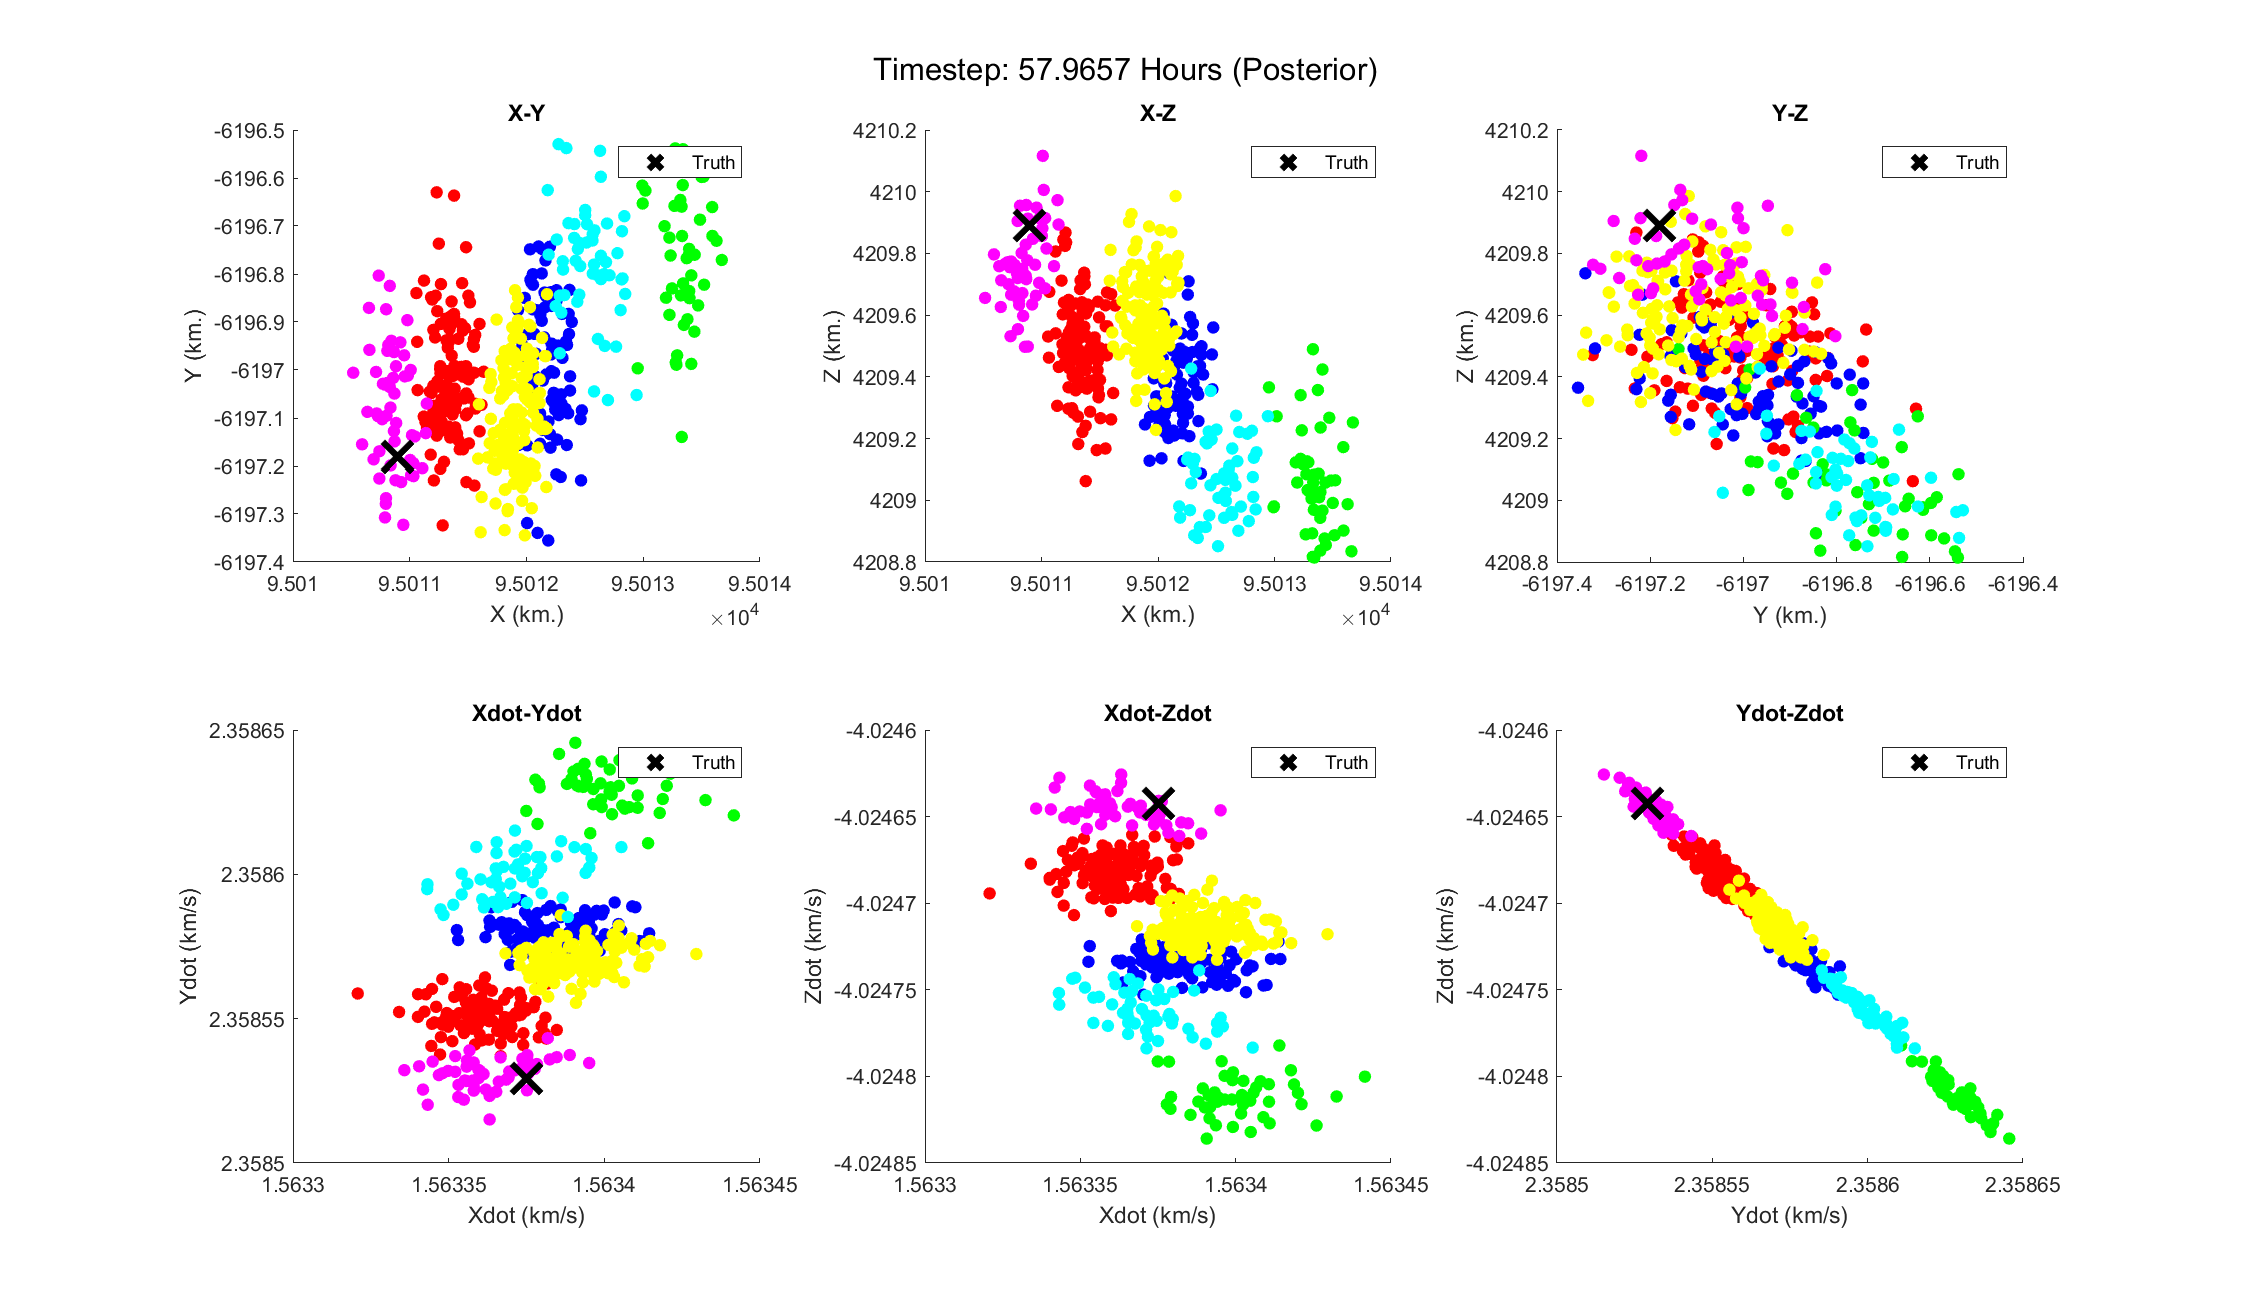 Timestep: 57.9657 Hours (Posterior)
X-Y
X-Z
Y-Z
-6196.5
-6196.6
-6196.7
-6196.8
-6196.9
-6197
-6197.1
-6197.2
-6197.3
-6197.4
Y (km.)
9.501
9.5011
9.5012
9.5013
9.5014
X (km.)
×10^4
Truth
4210.2
4210
4209.8
4209.6
4209.4
4209.2
4209
4208.8
Z (km.)
9.501
9.5011
9.5012
9.5013
9.5014
X (km.)
×10^4
Truth
4210.2
4210
4209.8
4209.6
4209.4
4209.2
4209
4208.8
Z (km.)
-6197.4
-6197.2
-6197
-6196.8
-6196.6
-6196.4
Y (km.)
Truth
Xdot-Ydot
Xdot-Zdot
Ydot-Zdot
2.35865
2.3586
2.35855
2.3585
Ydot (km/s)
1.5633
1.56335
1.5634
1.56345
Xdot (km/s)
Truth
-4.0246
-4.02465
-4.0247
-4.02475
-4.0248
-4.02485
Zdot (km/s)
1.5633
1.56335
1.5634
1.56345
Xdot (km/s)
Truth
-4.0246
-4.02465
-4.0247
-4.02475
-4.0248
-4.02485
Zdot (km/s)
2.3585
2.35855
2.3586
2.35865
Ydot (km/s)
Truth